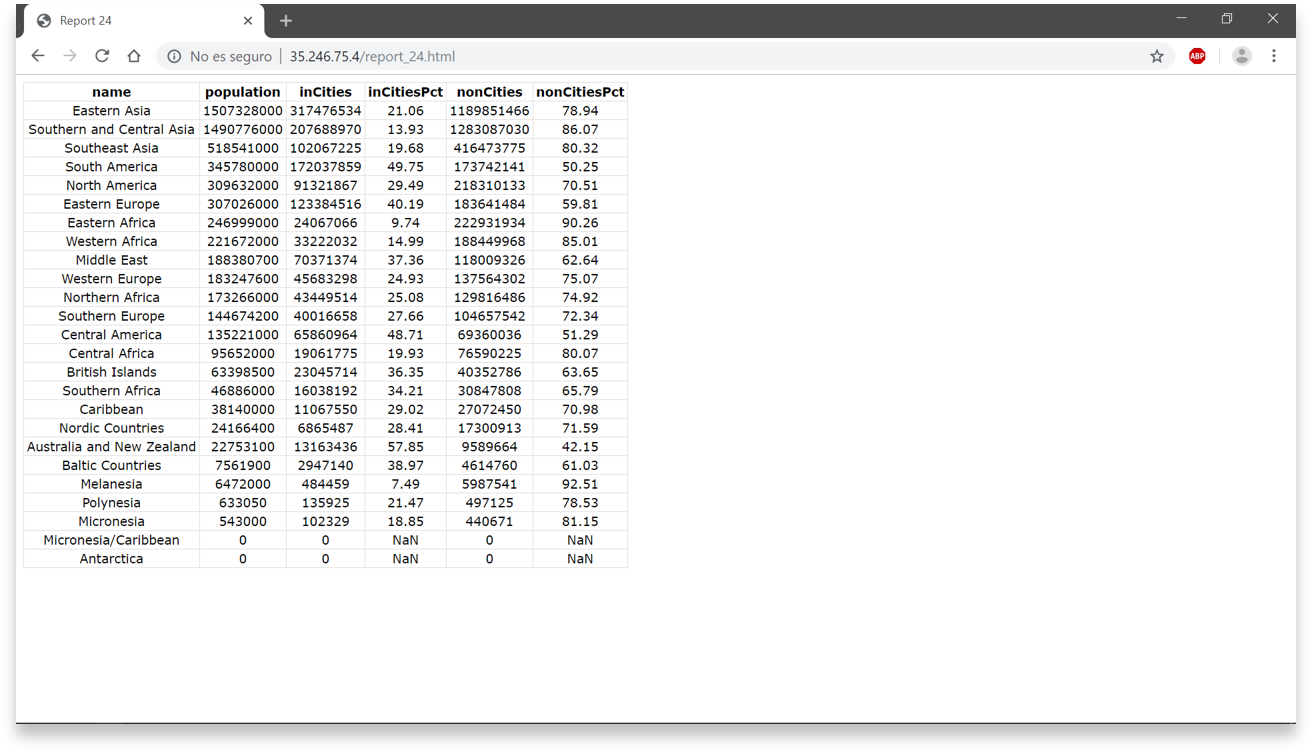 Report 24
No es seguro | 35.246.75.4/report_24.html
ABP
name population inCities inCitiesPct nonCities nonCitiesPct
Eastern Asia 1507328000 317476534 21.06 1189851466 78.94
Southern and Central Asia 1490776000 207688970 13.93 1283087030 86.07
Southeast Asia 518541000 102067225 19.68 416473775 80.32
South America 345780000 172037859 49.75 173742141 50.25
North America 309632000 91321867 29.49 218310133 70.51
Eastern Europe 307026000 123384516 40.19 183641484 59.81
Eastern Africa 246999000 24067066 9.74 222931934 90.26
Western Africa 221672000 33222032 14.99 188449968 85.01
Middle East 188380700 70371374 37.36 118009326 62.64
Western Europe 183247600 45683298 24.93 137564302 75.07
Northern Africa 173266000 43449514 25.08 129816486 74.92
Southern Europe 144674200 40016658 27.66 104657542 72.34
Central America 135221000 65860964 48.71 69360036 51.29
Central Africa 95652000 19061775 19.93 76590225 80.07
British Islands 63398500 23045714 36.35 40352786 63.65
Southern Africa 46886000 16038192 34.21 30847808 65.79
Caribbean 38140000 11067550 29.02 27072450 70.98
Nordic Countries 24166400 6865487 28.41 17300913 71.59
Australia and New Zealand 22753100 13163436 57.85 9589664 42.15
Baltic Countries 7561900 2947140 38.97 4614760 61.03
Melanesia 6472000 484459 7.49 5987541 92.51
Polynesia 633050 135925 21.47 497125 78.53
Micronesia 543000 102329 18.85 440671 81.15
Micronesia/Caribbean 0 0 NaN 0 NaN
Antarctica 0 0 NaN 0 NaN